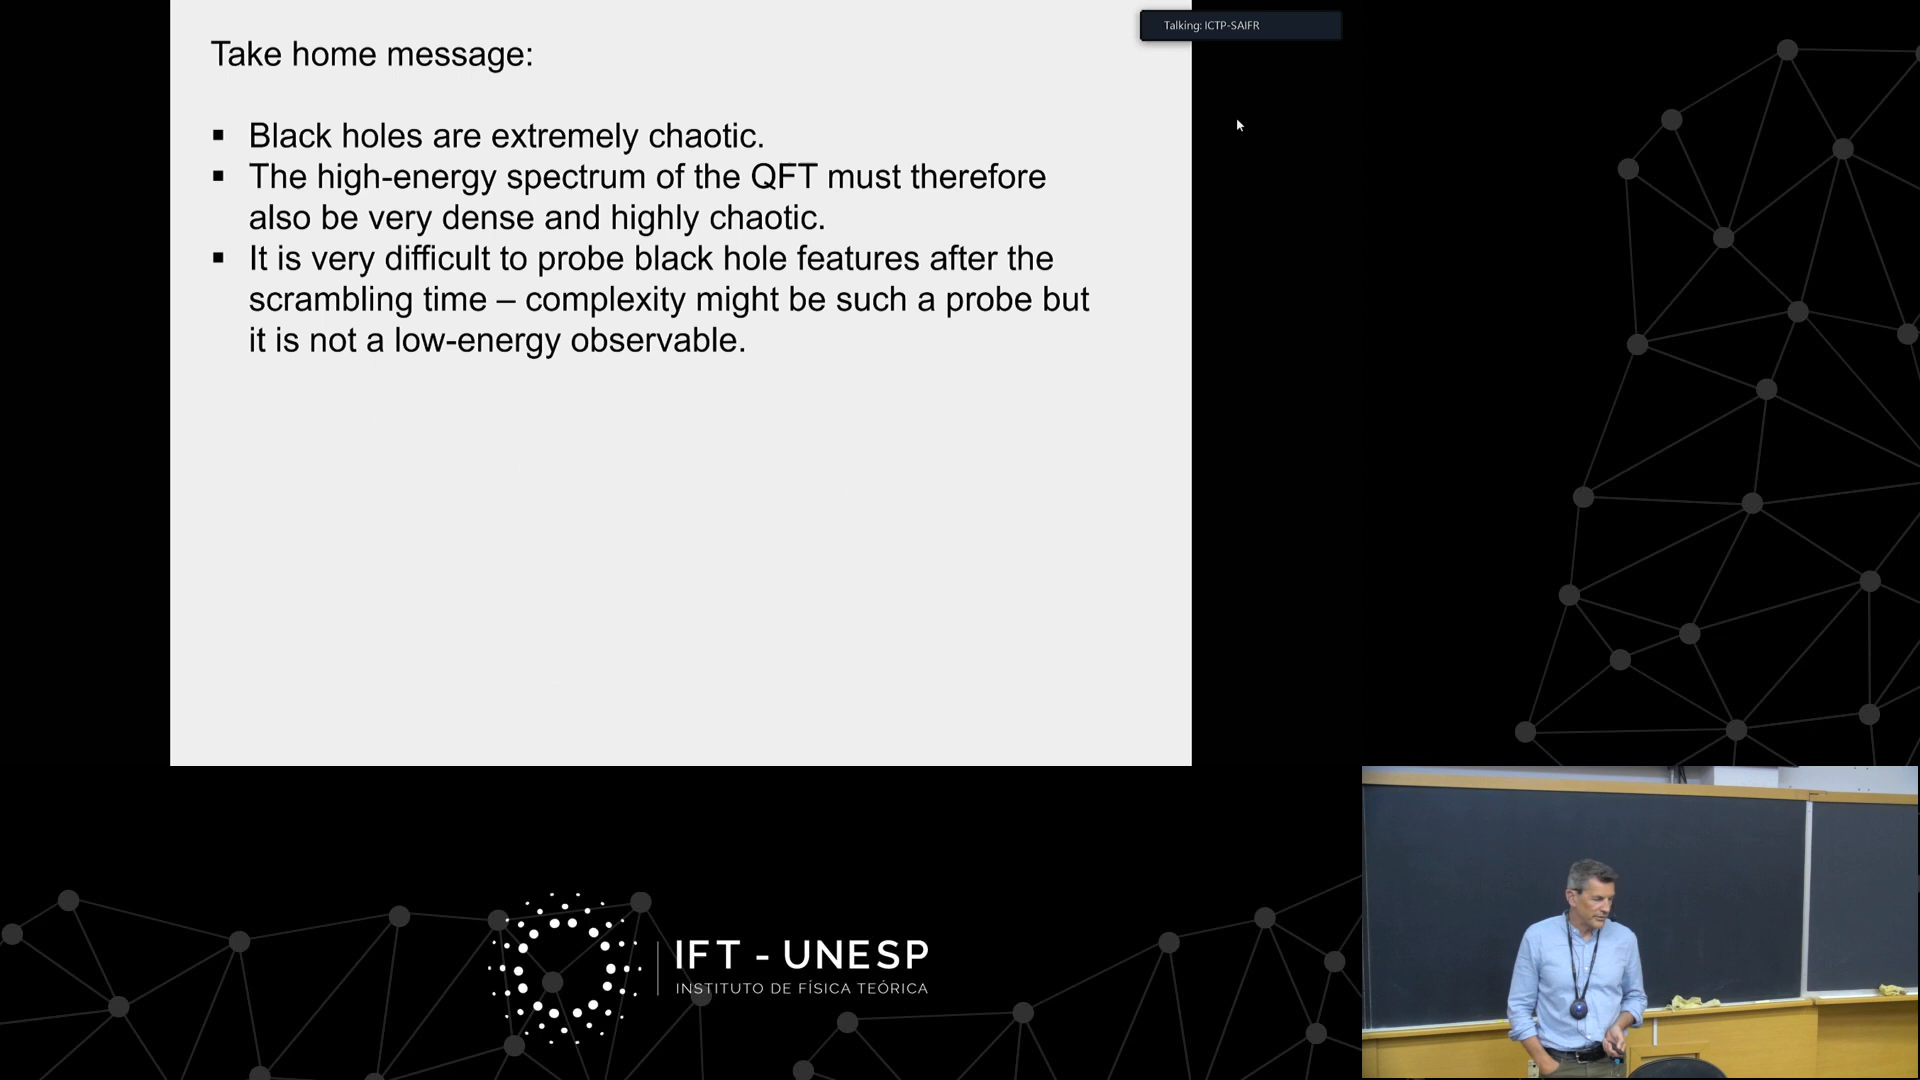 Talking: ICTP-SAIFR
Take home message:
▪ Black holes are extremely chaotic.
▪ The high-energy spectrum of the QFT must therefore
also be very dense and highly chaotic.
▪ It is very difficult to probe black hole features after the
scrambling time – complexity might be such a probe but
it is not a low-energy observable.
IFT - UNESP
INSTITUTO DE FÍSICA TEÓRICA